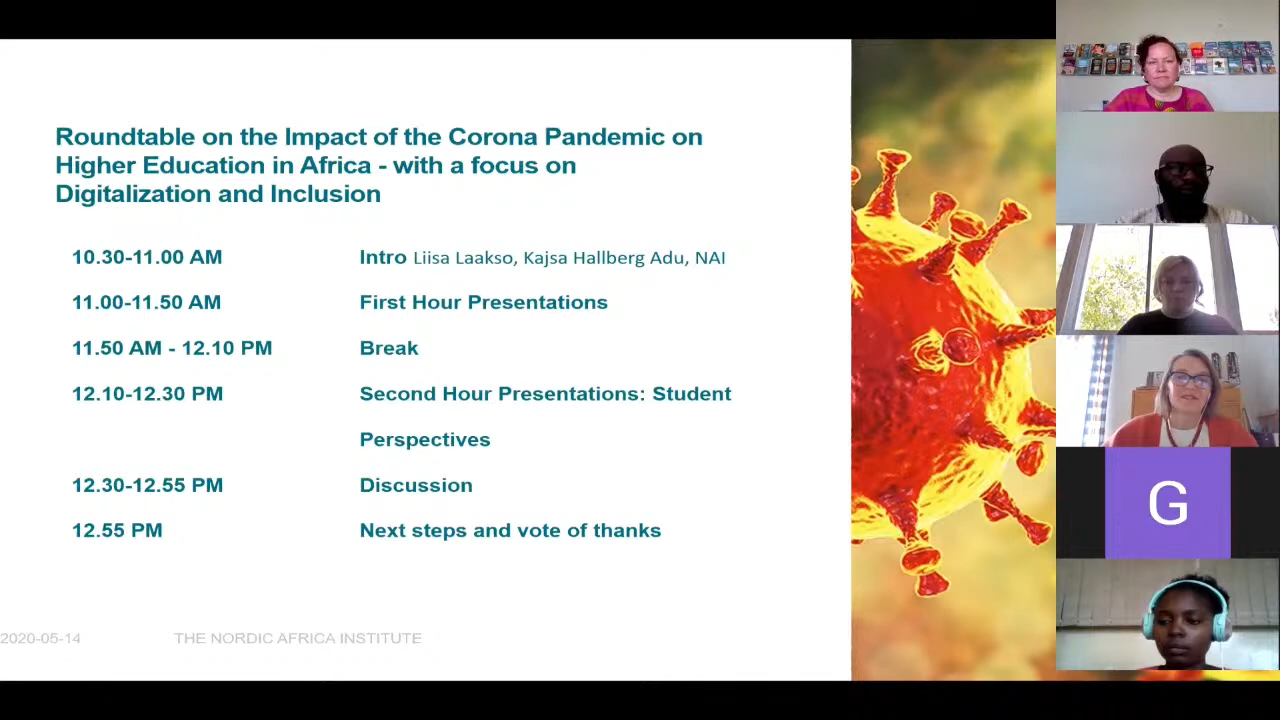 Roundtable on the Impact of the Corona Pandemic on
Higher Education in Africa - with a focus on
Digitalization and Inclusion
10.30-11.00 AM Intro Liisa Laakso, Kajsa Hallberg Adu, NAI
11.00-11.50 AM First Hour Presentations
11.50 AM - 12.10 PM Break
12.10-12.30 PM Second Hour Presentations: Student
Perspectives
12.30-12.55 PM Discussion
12.55 PM Next steps and vote of thanks
2020-05-14 THE NORDIC AFRICA INSTITUTE
G